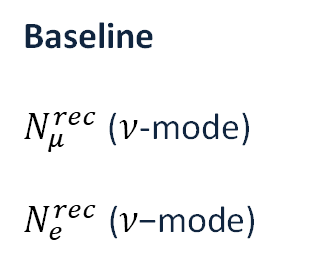 Baseline
N_μ^rec (ν-mode)
N_e^rec (ν−mode)